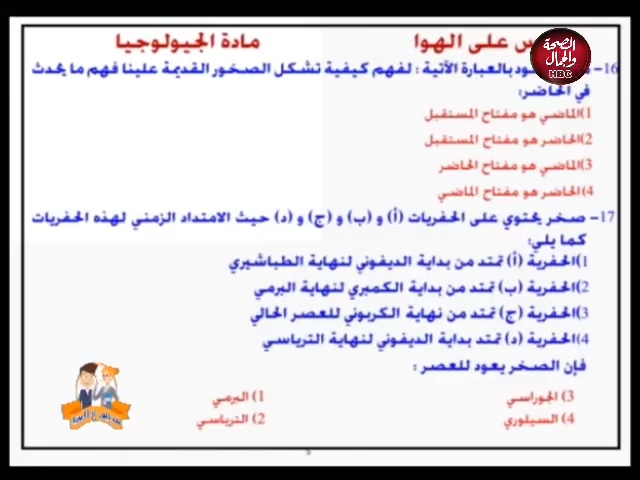 س على الهوا
مادة الجيولوجيا
الصحة والجمال
HBC
16- ود بالعبارة الآتية : لفهم كيفية تشكل الصخور القديمة علينا فهم ما يحدث
في الحاضر:
1)الماضي هو مفتاح المستقبل
2)الحاضر هو مفتاح المستقبل
3)الماضي هو مفتاح الحاضر
4)الحاضر هو مفتاح الماضي
17- صخر يحتوي على الحفريات (أ) و (ب) و (ج) و (د) حيث الامتداد الزمني لهذه الحفريات
كما يلي:
1)الحفرية (أ) تمتد من بداية الديفوني لنهاية الطباشيري
2)الحفرية (ب) تمتد من بداية الكمبري لنهاية البرمي
3)الحفرية (ج) تمتد من نهاية الكربوني للعصر الحالي
4)الحفرية (د) تمتد بداية الديفوني لنهاية الترياسي
فإن الصخر يعود للعصر :
3) الجوراسي
1) البرمي
4) السيلوري
2) الترياسي